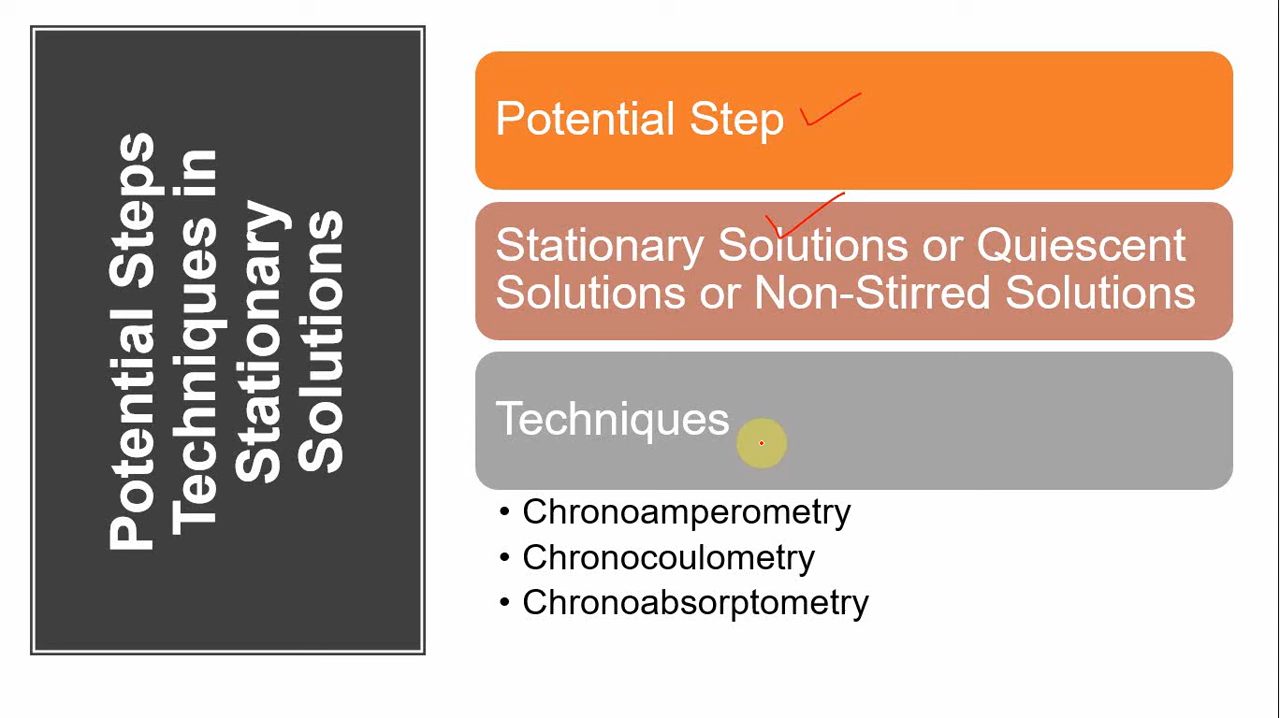 Potential Steps
Techniques in
Stationary
Solutions
Potential Step
Stationary Solutions or Quiescent
Solutions or Non-Stirred Solutions
Techniques
• Chronoamperometry
• Chronocoulometry
• Chronoabsorptometry